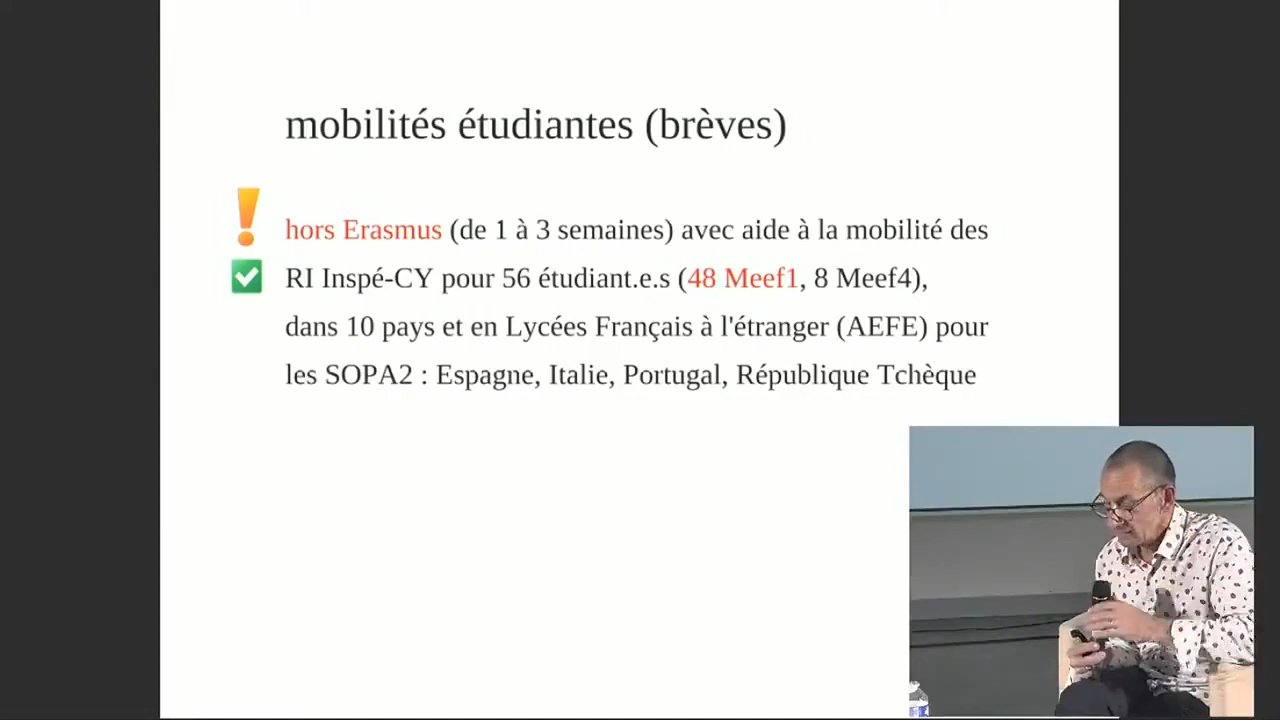 mobilités étudiantes (brèves)
hors Erasmus (de 1 à 3 semaines) avec aide à la mobilité des
RI Inspé-CY pour 56 étudiant.e.s (48 Meef1, 8 Meef4),
dans 10 pays et en Lycées Français à l'étranger (AEFE) pour
les SOPA2 : Espagne, Italie, Portugal, République Tchèque